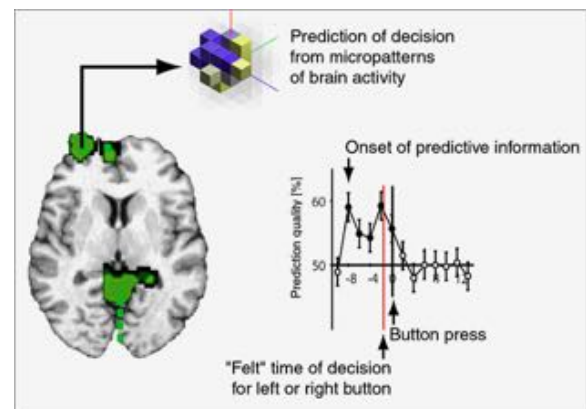 Prediction of decision
from micropatterns
of brain activity
Onset of predictive information
Prediction quality [%]
60
50
-8
-4
Button press
"Felt" time of decision
for left or right button